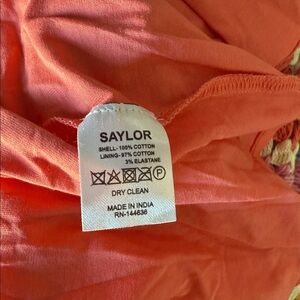 SAYLOR
SHELL-100% COTTON
LINING-97% COTTON
3% ELASTANE
P
DRY CLEAN
MADE IN INDIA
RN-144636